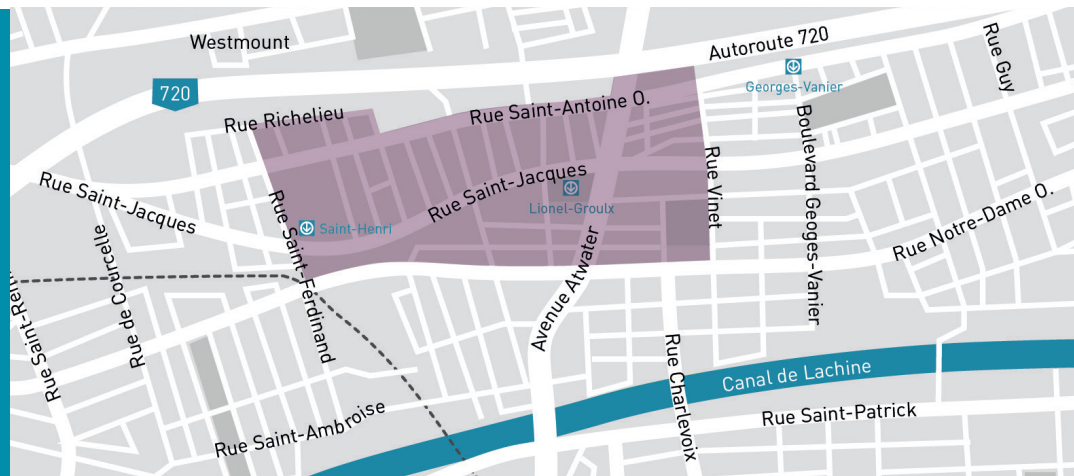 Westmount
Autoroute 720
Rue Guy
720
Georges-Vanier
Rue Richelieu
Rue Saint-Antoine O.
Boulevard Geoges-Vanier
Rue Saint-Jacques
Rue Saint-Jacques
Lionel-Groulx
Rue Vinet
Saint-Henri
Rue Saint-Ferdinand
Rue Notre-Dame O.
Rue de Courcelle
Avenue Atwater
Rue Saint-Rem
Rue Charlevoix
Canal de Lachine
Rue Saint-Ambroise
Rue Saint-Patrick